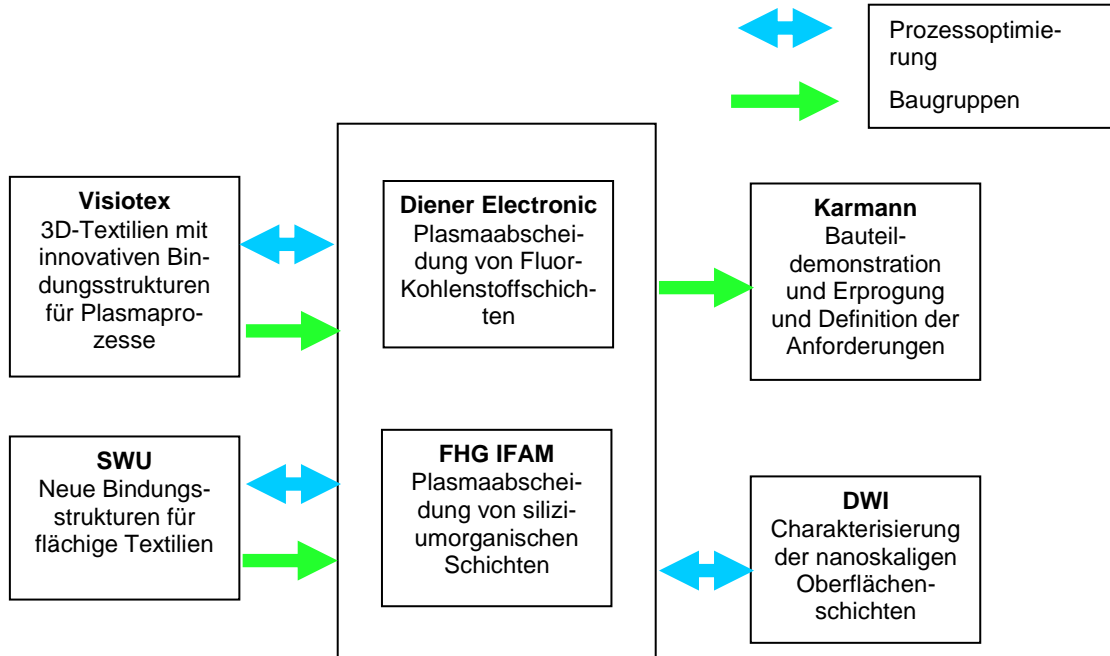 Prozessoptimie-
rung
Baugruppen
Visiotex
3D-Textilien mit
innovativen Bin-
dungsstrukturen
für Plasmapro-
zesse
Diener Electronic
Plasmaabschei-
dung von Fluor-
Kohlenstoffschich-
ten
Karmann
Bauteil-
demonstration
und Erprogung
und Definition der
Anforderungen
SWU
Neue Bindungs-
strukturen für
flächige Textilien
FHG IFAM
Plasmaabschei-
dung von silizi-
umorganischen
Schichten
DWI
Charakterisierung
der nanoskaligen
Oberflächen-
schichten